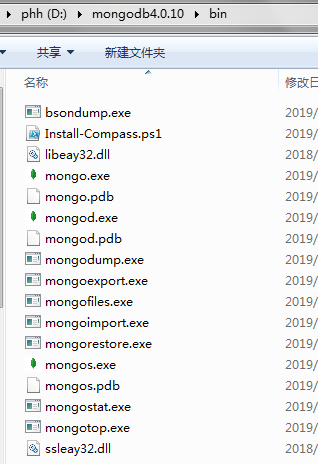 phh (D:) ▸ mongodb4.0.10 ▸ bin
共享 新建文件夹
名称 修改日
bsondump.exe 2019/
Install-Compass.ps1 2019/
libeay32.dll 2018/
mongo.exe 2019/
mongo.pdb 2019/
mongod.exe 2019/
mongod.pdb 2019/
mongodump.exe 2019/
mongoexport.exe 2019/
mongofiles.exe 2019/
mongoimport.exe 2019/
mongorestore.exe 2019/
mongos.exe 2019/
mongos.pdb 2019/
mongostat.exe 2019/
mongotop.exe 2019/
ssleay32.dll 2018/